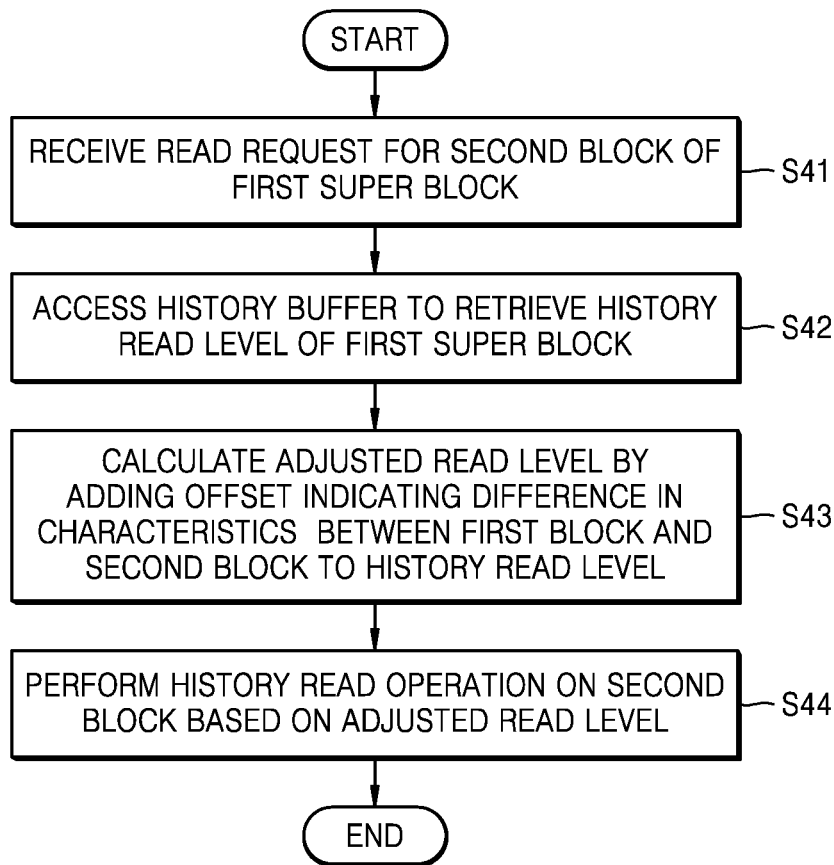 START
RECEIVE READ REQUEST FOR SECOND BLOCK OF
FIRST SUPER BLOCK
S41
ACCESS HISTORY BUFFER TO RETRIEVE HISTORY
READ LEVEL OF FIRST SUPER BLOCK
S42
CALCULATE ADJUSTED READ LEVEL BY
ADDING OFFSET INDICATING DIFFERENCE IN
CHARACTERISTICS BETWEEN FIRST BLOCK AND
SECOND BLOCK TO HISTORY READ LEVEL
S43
PERFORM HISTORY READ OPERATION ON SECOND
BLOCK BASED ON ADJUSTED READ LEVEL
S44
END